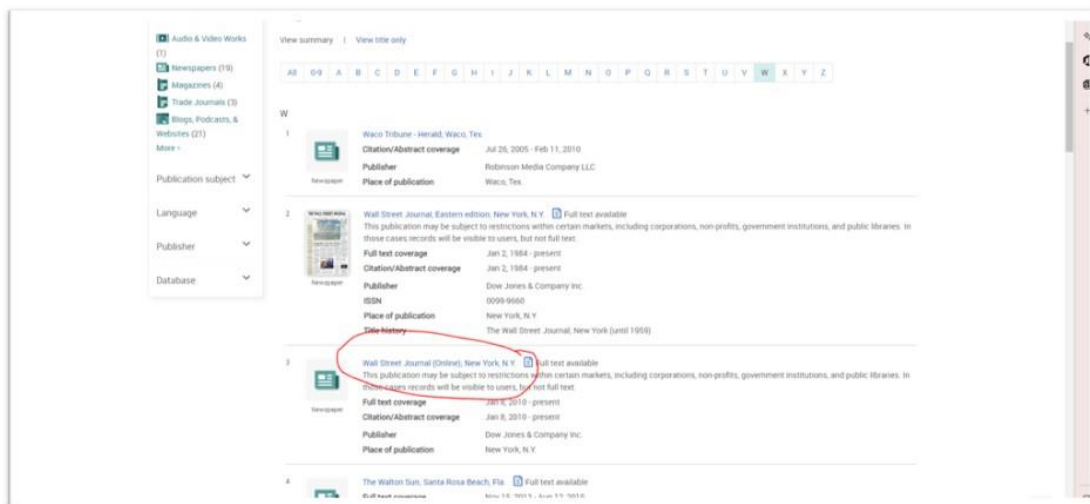 Audio & Video Works
(1)
Newspapers (19)
Magazines (4)
Trade Journals (3)
Blogs, Podcasts, &
Websites (21)
More
Publication subject
Language
Publisher
Database
View summary | View title only
All 0-9 A B C D E F G H I J K L M N O P Q R S T U V W X Y Z
W
1 Waco Tribune - Herald; Waco, Tex.
Citation/Abstract coverage Jul 26, 2005 - Feb 11, 2010
Publisher Robinson Media Company LLC
Newspaper Place of publication Waco, Tex.
2 Wall Street Journal, Eastern edition; New York, N.Y. Full text available
This publication may be subject to restrictions within certain markets, including corporations, non-profits, government institutions, and public libraries. In
those cases records will be visible to users, but not full text.
Full text coverage Jan 2, 1984 - present
Citation/Abstract coverage Jan 2, 1984 - present
Newspaper Publisher Dow Jones & Company Inc.
ISSN 0099-9660
Place of publication New York, N.Y.
Title history The Wall Street Journal; New York (until 1959)
3 Wall Street Journal (Online); New York, N.Y. Full text available
This publication may be subject to restrictions within certain markets, including corporations, non-profits, government institutions, and public libraries. In
those cases records will be visible to users, but not full text.
Full text coverage Jan 8, 2010 - present
Newspaper Citation/Abstract coverage Jan 8, 2010 - present
Publisher Dow Jones & Company Inc.
Place of publication New York, N.Y.
4 The Walton Sun; Santa Rosa Beach, Fla. Full text available
Full text coverage Nov 15, 2013 - Aug 12, 2016